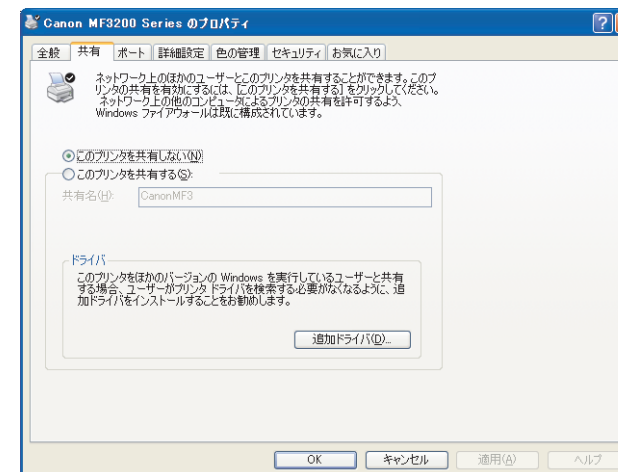 Canon MF3200 Series のプロパティ
全般 共有 ポート 詳細設定 色の管理 セキュリティ お気に入り
ネットワーク上のほかのユーザーとこのプリンタを共有することができます。このプ
リンタの共有を有効にするには、[このプリンタを共有する] をクリックしてください。
ネットワーク上の他のコンピュータによるプリンタの共有を許可するよう、
Windows ファイアウォールは既に構成されています。
このプリンタを共有しない(N)
このプリンタを共有する(S):
共有名(H): CanonMF3
ドライバ
このプリンタをほかのバージョンの Windows を実行しているユーザーと共有
する場合、ユーザーがプリンタ ドライバを検索する必要がなくなるように、追
加ドライバをインストールすることをお勧めします。
追加ドライバ(D)...
OK キャンセル 適用(A) ヘルプ